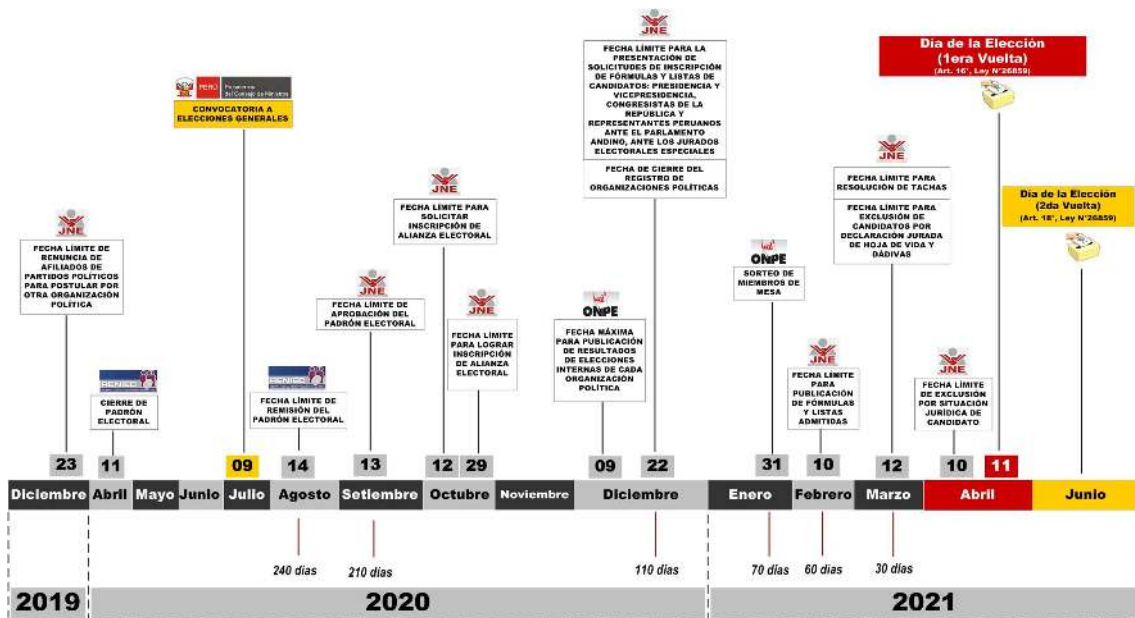 JNE
FECHA LÍMITE PARA LA
PRESENTACIÓN DE
SOLICITUDES DE INSCRIPCIÓN
DE FÓRMULAS Y LISTAS DE
CANDIDATOS: PRESIDENCIA Y
VICEPRESIDENCIA,
CONGRESISTAS DE LA
REPÚBLICA Y
REPRESENTANTES PERUANOS
ANTE EL PARLAMENTO
ANDINO, ANTE LOS JURADOS
ELECTORALES ESPECIALES
FECHA DE CIERRE DEL
REGISTRO DE
ORGANIZACIONES POLÍTICAS
Día de la Elección
(1era Vuelta)
(Art. 16°, Ley N°26859)
PERÚ
Presidencia
del Consejo de Ministros
CONVOCATORIA A
ELECCIONES GENERALES
JNE
FECHA LÍMITE PARA
SOLICITAR
INSCRIPCIÓN DE
ALIANZA ELECTORAL
JNE
FECHA LÍMITE PARA
RESOLUCIÓN DE TACHAS
FECHA LÍMITE PARA
EXCLUSIÓN DE
CANDIDATOS POR
DECLARACIÓN JURADA
DE HOJA DE VIDA Y
DÁDIVAS
Día de la Elección
(2da Vuelta)
(Art. 18°, Ley N°26859)
JNE
FECHA LÍMITE DE
RENUNCIA DE
AFILIADOS DE
PARTIDOS POLÍTICOS
PARA POSTULAR POR
OTRA ORGANIZACIÓN
POLÍTICA
ONPE
SORTEO DE
MIEMBROS DE
MESA
JNE
FECHA LÍMITE DE
APROBACIÓN DEL
PADRÓN ELECTORAL
JNE
FECHA LÍMITE
PARA LOGRAR
INSCRIPCIÓN
DE ALIANZA
ELECTORAL
ONPE
FECHA MÁXIMA
PARA PUBLICACIÓN
DE RESULTADOS
DE ELECCIONES
INTERNAS DE CADA
ORGANIZACIÓN
POLÍTICA
JNE
FECHA LÍMITE
PARA
PUBLICACIÓN
DE FÓRMULAS
Y LISTAS
ADMITIDAS
JNE
FECHA LÍMITE
DE EXCLUSIÓN
POR SITUACIÓN
JURÍDICA DE
CANDIDATO
RENIEC
CIERRE DE
PADRÓN
ELECTORAL
RENIEC
FECHA LÍMITE DE
REMISIÓN DEL
PADRÓN ELECTORAL
23 11 09 14 13 12 29 09 22 31 10 12 10 11
Diciembre Abril Mayo Junio Julio Agosto Setiembre Octubre Noviembre Diciembre Enero Febrero Marzo Abril Junio
240 días 210 días 110 días 70 días 60 días 30 días
2019 2020 2021